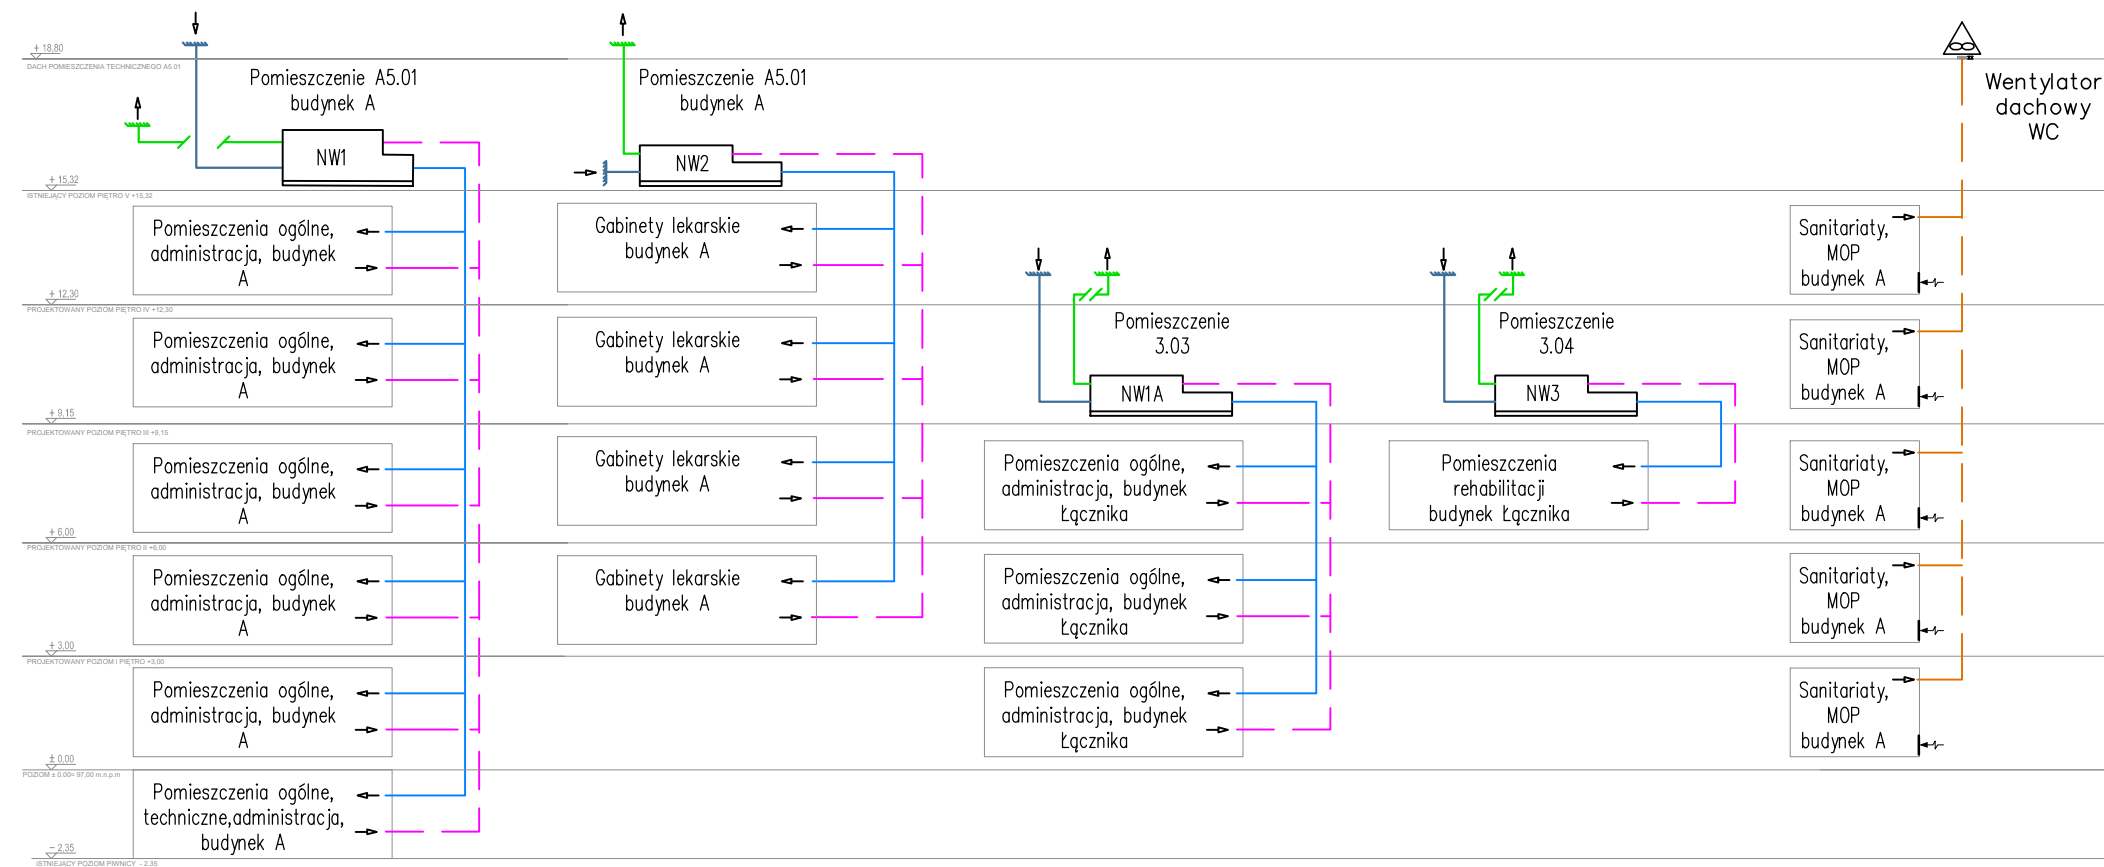 + 18,80
DACH POMIESZCZENIA TECHNICZNEGO A5.01
Pomieszczenie A5.01
budynek A
NW1
Pomieszczenie A5.01
budynek A
NW2
Wentylator
dachowy
WC
+ 15,32
ISTNIEJĄCY POZIOM PIĘTRO V +15,32
Pomieszczenia ogólne,
administracja, budynek
A
Gabinety lekarskie
budynek A
Sanitariaty,
MOP
budynek A
+ 12,30
PROJEKTOWANY POZIOM PIĘTRO IV +12,30
Pomieszczenia ogólne,
administracja, budynek
A
Gabinety lekarskie
budynek A
Pomieszczenie
3.03
NW1A
Pomieszczenie
3.04
NW3
Sanitariaty,
MOP
budynek A
+ 9,15
PROJEKTOWANY POZIOM PIĘTRO III +9,15
Pomieszczenia ogólne,
administracja, budynek
A
Gabinety lekarskie
budynek A
Pomieszczenia ogólne,
administracja, budynek
Łącznika
Pomieszczenia
rehabilitacji
budynek Łącznika
Sanitariaty,
MOP
budynek A
+ 6,00
PROJEKTOWANY POZIOM PIĘTRO II +6,00
Pomieszczenia ogólne,
administracja, budynek
A
Gabinety lekarskie
budynek A
Pomieszczenia ogólne,
administracja, budynek
Łącznika
Sanitariaty,
MOP
budynek A
+ 3,00
PROJEKTOWANY POZIOM I PIĘTRO +3,00
Pomieszczenia ogólne,
administracja, budynek
A
Pomieszczenia ogólne,
administracja, budynek
Łącznika
Sanitariaty,
MOP
budynek A
± 0,00
POZIOM ± 0.00= 97,00 m.n.p.m
Pomieszczenia ogólne,
techniczne,administracja,
budynek A
− 2,35
ISTNIEJĄCY POZIOM PIWNICY - 2.35